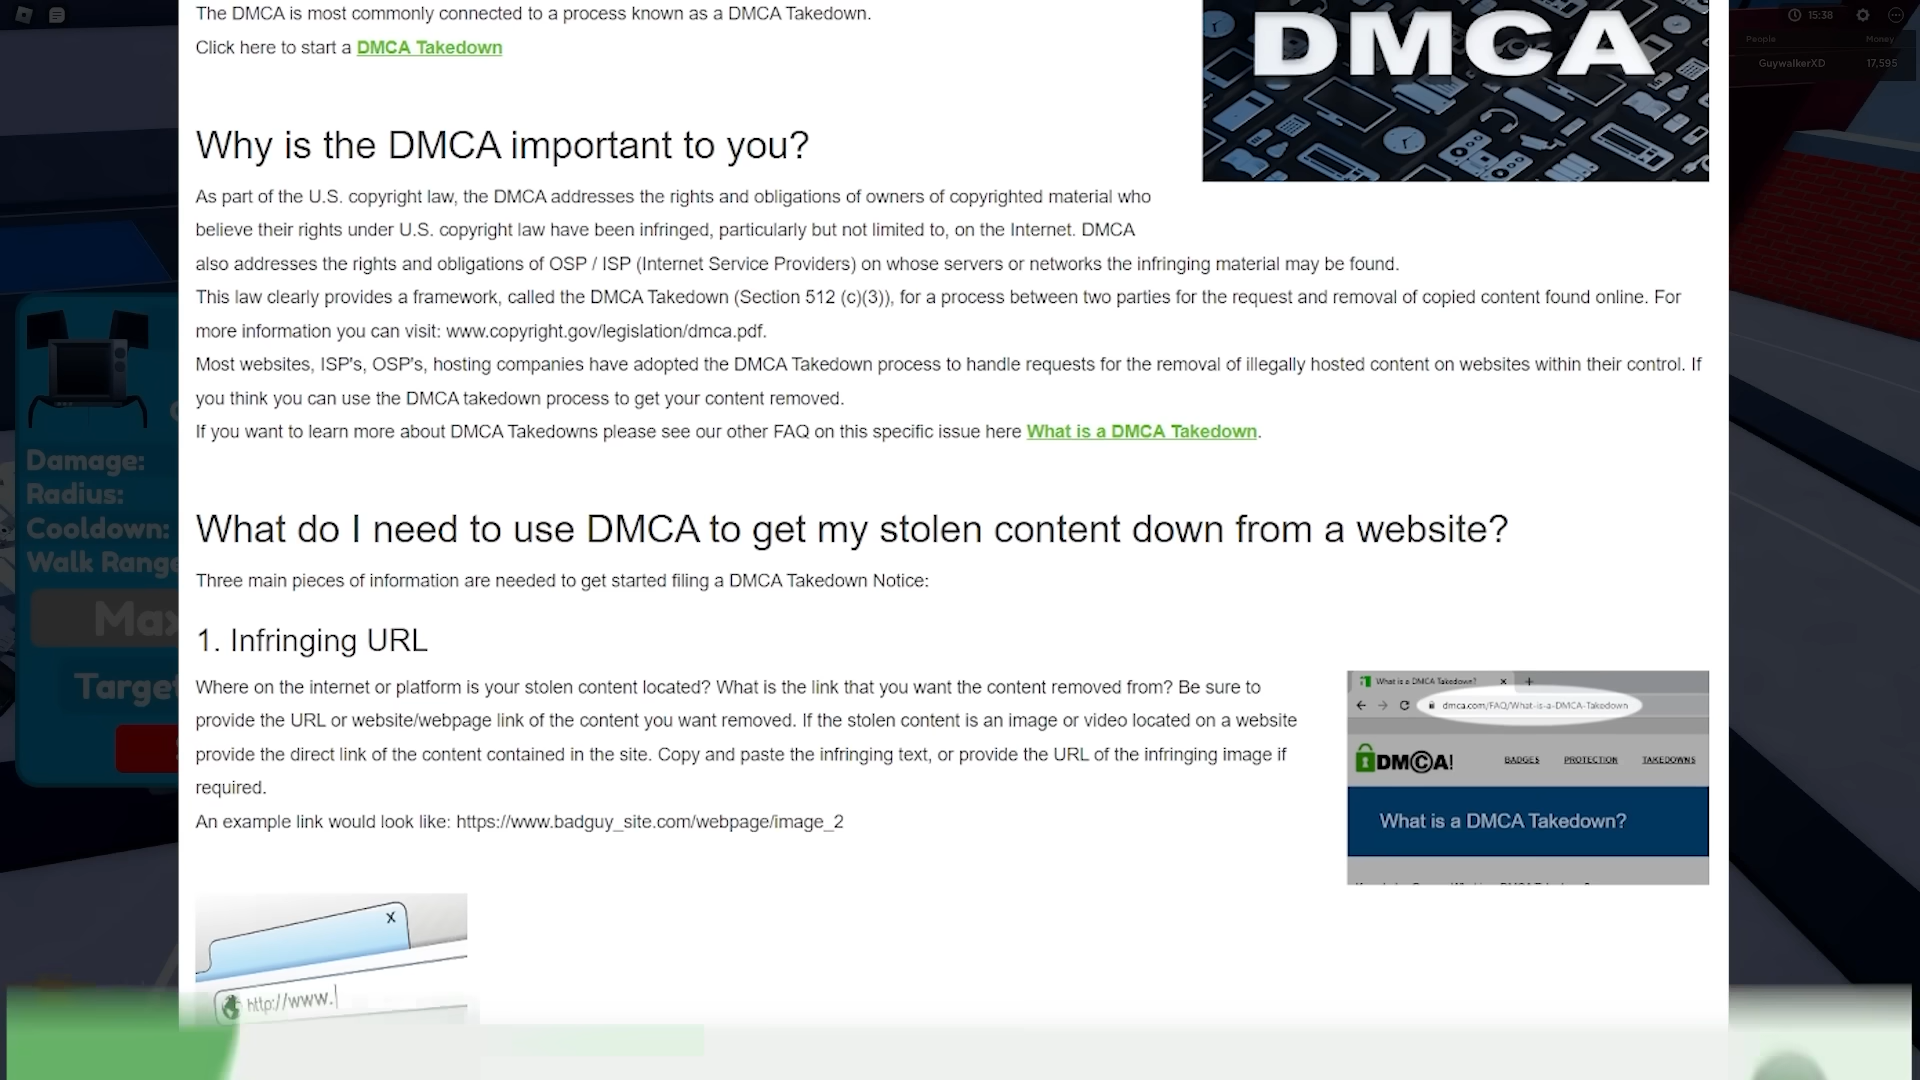 The DMCA is most commonly connected to a process known as a DMCA Takedown.
Click here to start a DMCA Takedown
DMCA
15:38
People Money
GuywalkerXD 17,595
Why is the DMCA important to you?
As part of the U.S. copyright law, the DMCA addresses the rights and obligations of owners of copyrighted material who
believe their rights under U.S. copyright law have been infringed, particularly but not limited to, on the Internet. DMCA
also addresses the rights and obligations of OSP / ISP (Internet Service Providers) on whose servers or networks the infringing material may be found.
This law clearly provides a framework, called the DMCA Takedown (Section 512 (c)(3)), for a process between two parties for the request and removal of copied content found online. For
more information you can visit: www.copyright.gov/legislation/dmca.pdf.
Most websites, ISP's, OSP's, hosting companies have adopted the DMCA Takedown process to handle requests for the removal of illegally hosted content on websites within their control. If
you think you can use the DMCA takedown process to get your content removed.
If you want to learn more about DMCA Takedowns please see our other FAQ on this specific issue here What is a DMCA Takedown.
Damage:
Radius:
Cooldown:
Walk Range
Max
Target
What do I need to use DMCA to get my stolen content down from a website?
Three main pieces of information are needed to get started filing a DMCA Takedown Notice:
1. Infringing URL
Where on the internet or platform is your stolen content located? What is the link that you want the content removed from? Be sure to
provide the URL or website/webpage link of the content you want removed. If the stolen content is an image or video located on a website
provide the direct link of the content contained in the site. Copy and paste the infringing text, or provide the URL of the infringing image if
required.
An example link would look like: https://www.badguy_site.com/webpage/image_2
What is a DMCA Takedown? x +
dmca.com/FAQ/What-is-a-DMCA-Takedown
DM©A!
BADGES PROTECTION TAKEDOWNS
What is a DMCA Takedown?
x
http://www.